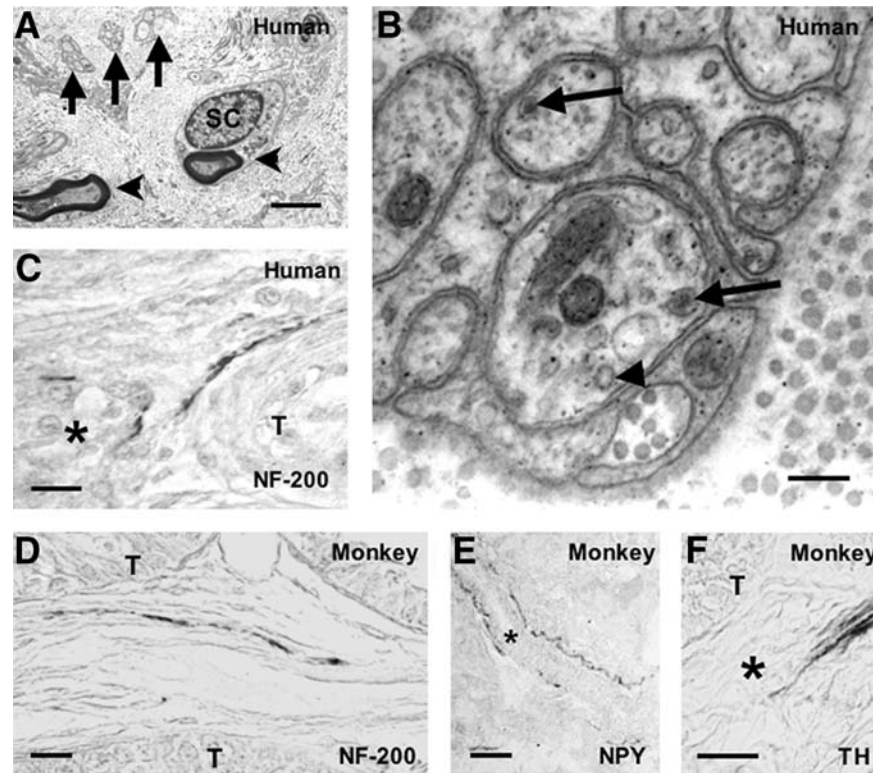 A
Human
SC
B
Human
C
Human
*
T
NF-200
D
T
Monkey
T
NF-200
E
Monkey
*
NPY
F
Monkey
T
*
TH